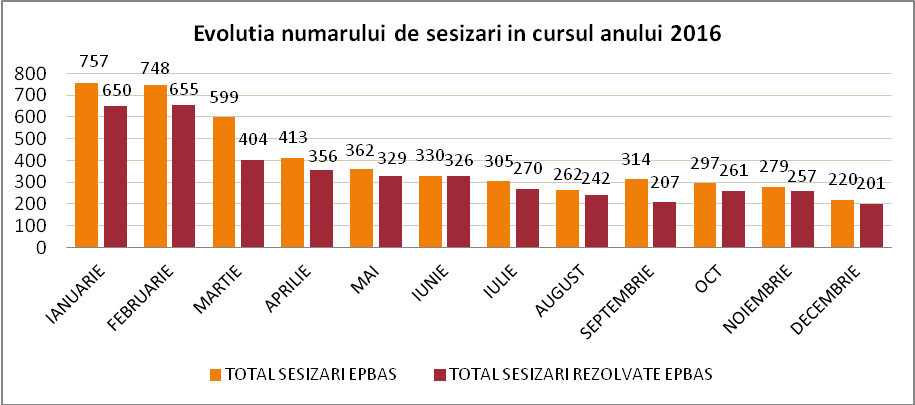 Evolutia numarului de sesizari in cursul anului 2016
800
700
600
500
400
300
200
100
0
757 650
748 655
599 404
413 356
362 329
330 326
305 270
262 242
314 207
297 261
279 257
220 201
IANUARIE
FEBRUARIE
MARTIE
APRILIE
MAI
IUNIE
IULIE
AUGUST
SEPTEMBRIE
OCT
NOIEMBRIE
DECEMBRIE
TOTAL SESIZARI EPBAS
TOTAL SESIZARI REZOLVATE EPBAS